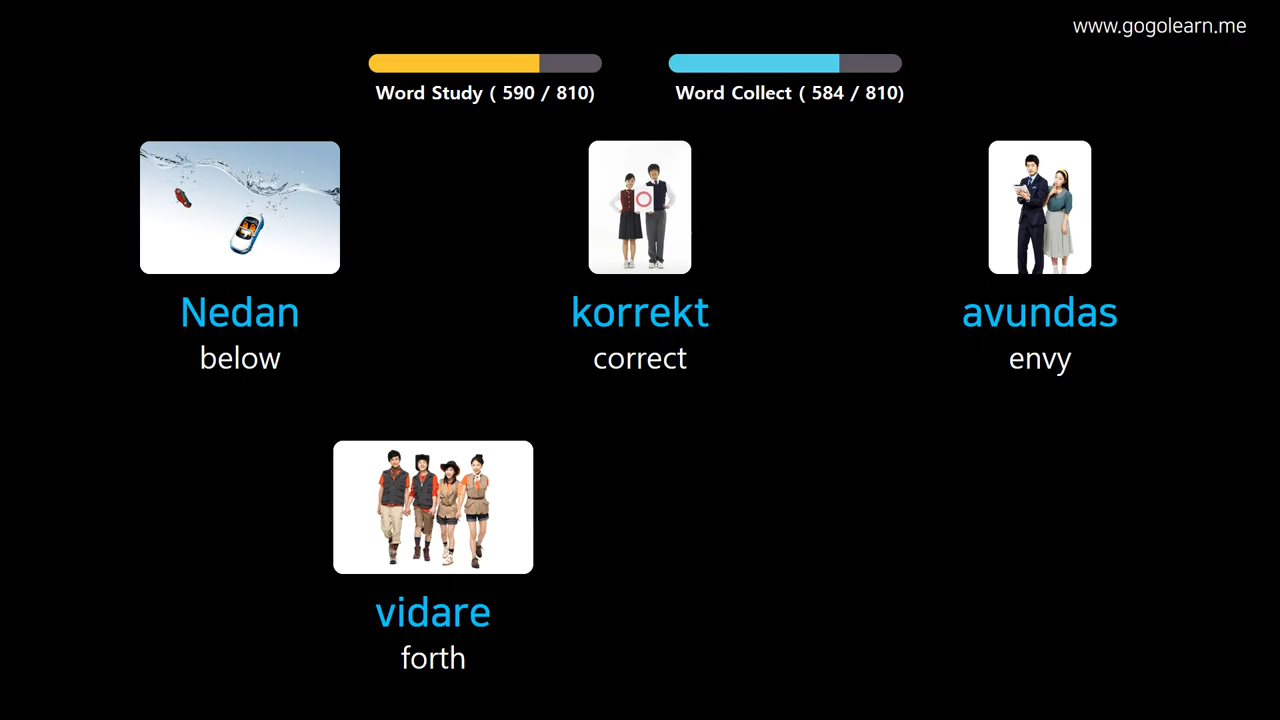 www.gogolearn.me
Word Study ( 590 / 810)
Word Collect ( 584 / 810)
Nedan
below
korrekt
correct
avundas
envy
vidare
forth